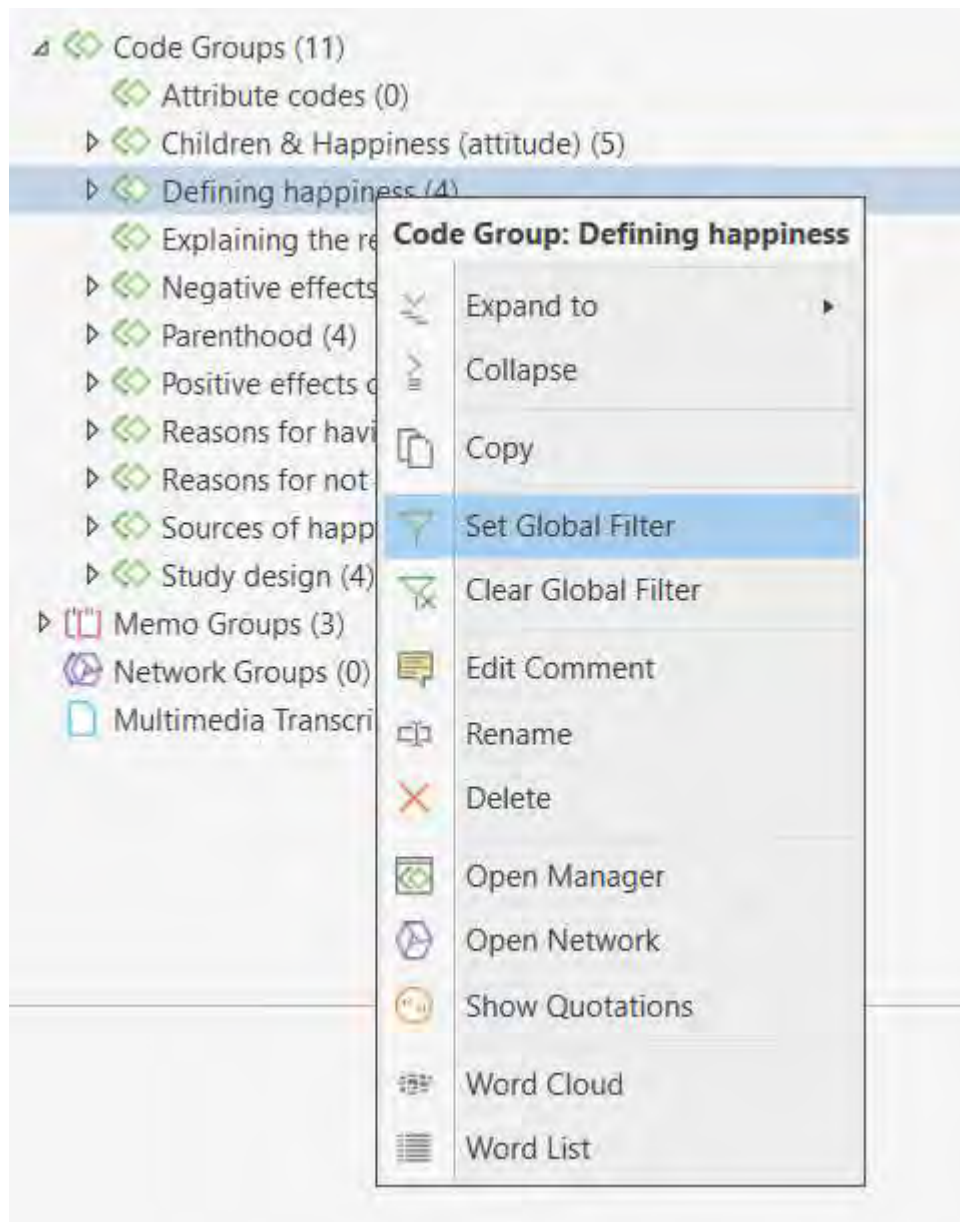 Code Groups (11)
Attribute codes (0)
Children & Happiness (attitude) (5)
Defining happiness (4)
Explaining the re
Negative effects
Parenthood (4)
Positive effects
Reasons for havi
Reasons for not
Sources of happ
Study design (4)
Memo Groups (3)
Network Groups (0)
Multimedia Transcri
Code Group: Defining happiness
Expand to
Collapse
Copy
Set Global Filter
Clear Global Filter
Edit Comment
Rename
Delete
Open Manager
Open Network
Show Quotations
Word Cloud
Word List